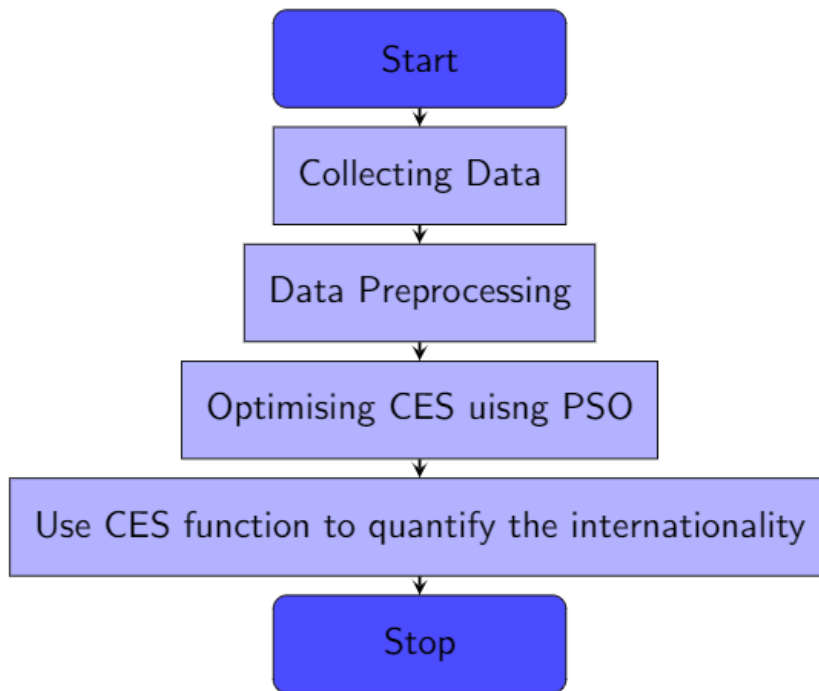 Start
Collecting Data
Data Preprocessing
Optimising CES uisng PSO
Use CES function to quantify the internationality
Stop